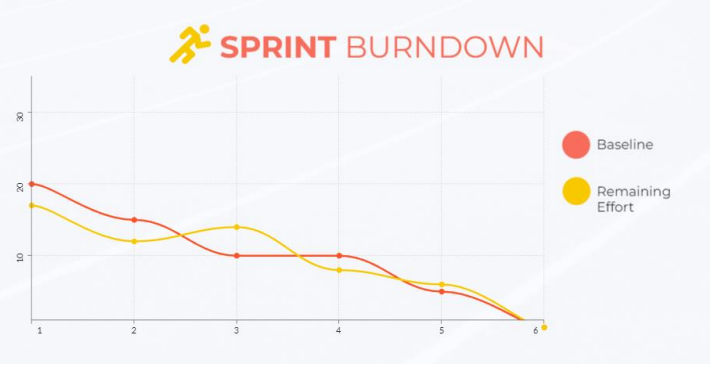 SPRINT BURNDOWN
30
20
10
1 2 3 4 5 6
Baseline
Remaining
Effort